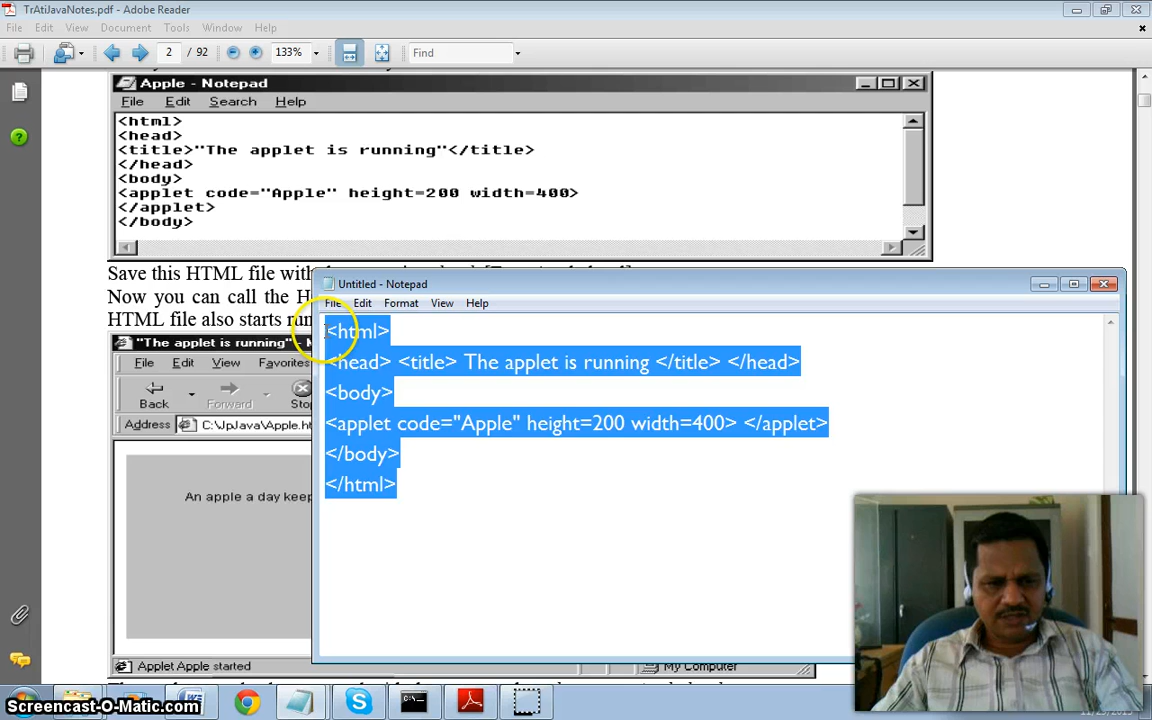 TrAtiJavaNotes.pdf - Adobe Reader
File Edit View Document Tools Window Help
2 / 92 133% Find
Apple - Notepad
File Edit Search Help
<html>
<head>
<title>"The applet is running"</title>
</head>
<body>
<applet code="Apple" height=200 width=400>
</applet>
</body>
Save this HTML file with
Now you can call the H
HTML file also starts run
"The applet is running" - M
File Edit View Favorites
Back Forward Stop
Address C:\JpJava\Apple.ht
An apple a day keep
Applet Apple started
My Computer
Untitled - Notepad
File Edit Format View Help
<html>
<head> <title> The applet is running </title> </head>
<body>
<applet code="Apple" height=200 width=400> </applet>
</body>
</html>
Screencast-O-Matic.com